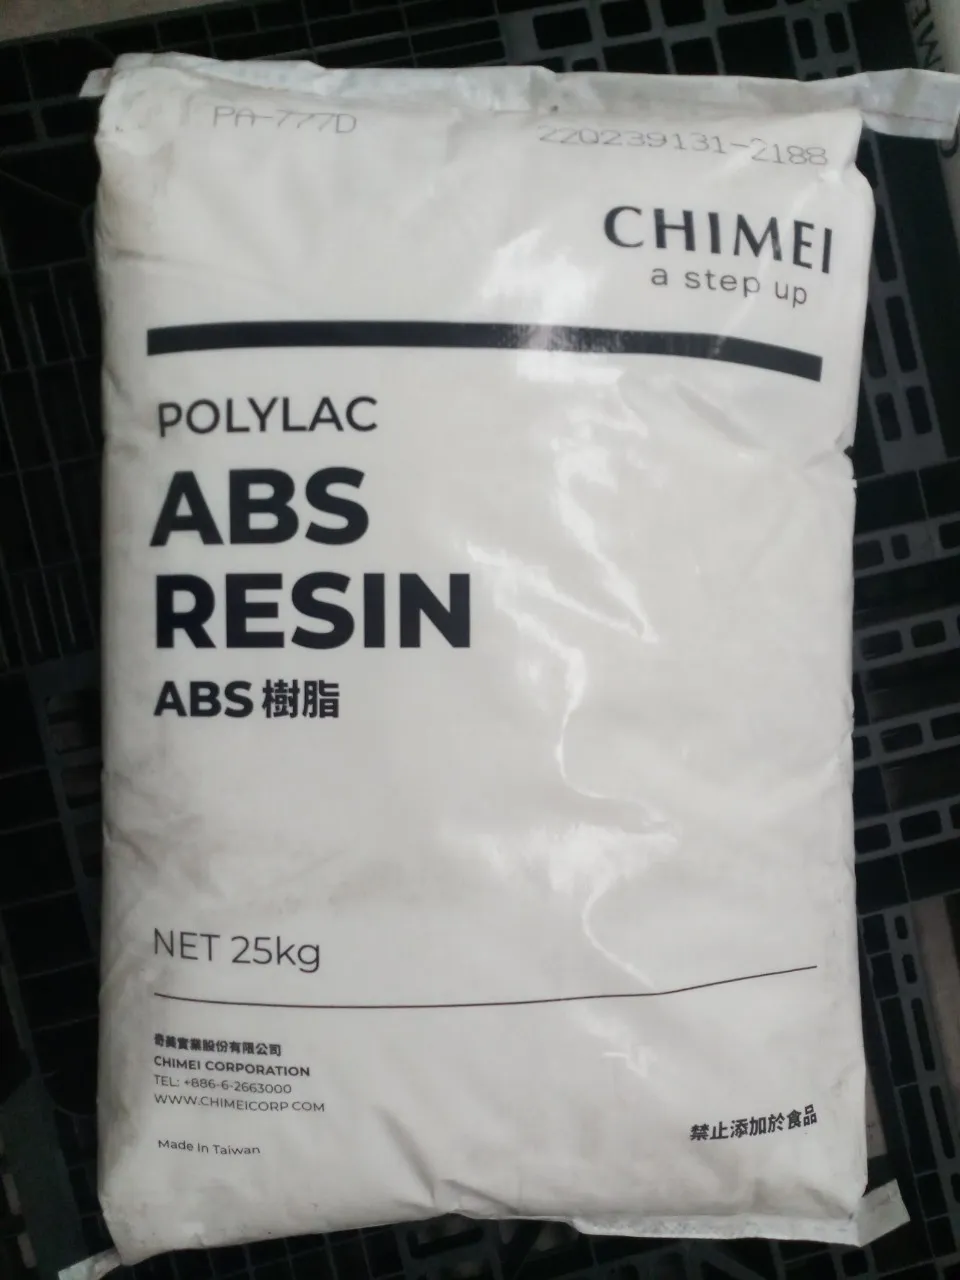 PA-777D
220239131-2188
CHIMEI
a step up
POLYLAC
ABS
RESIN
ABS 樹脂
NET 25kg
奇美實業股份有限公司
CHIMEI CORPORATION
TEL: +886-6-2663000
WWW.CHIMEICORP.COM
Made In Taiwan
禁止添加於食品